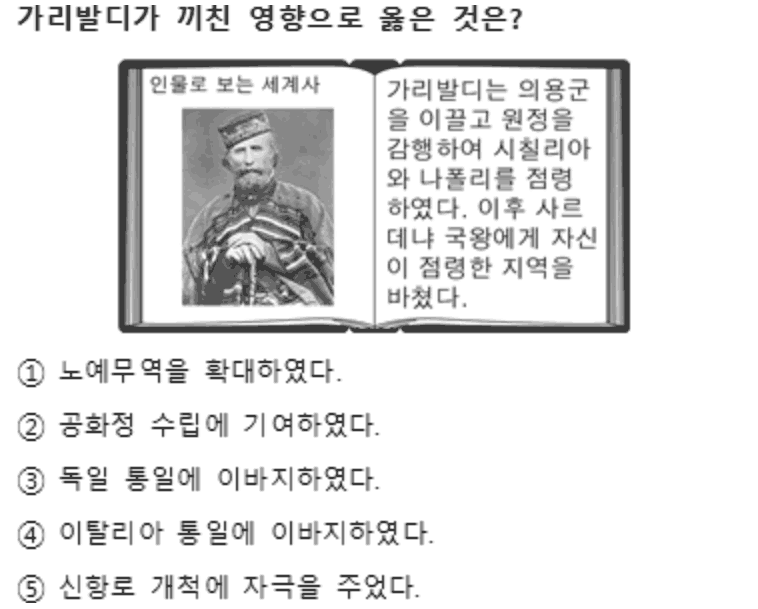 가리발디가 끼친 영향으로 옳은 것은?
인물로 보는 세계사
가리발디는 의용군
을 이끌고 원정을
감행하여 시칠리아
와 나폴리를 점령
하였다. 이후 사르
데냐 국왕에게 자신
이 점령한 지역을
바쳤다.
① 노예무역을 확대하였다.
② 공화정 수립에 기여하였다.
③ 독일 통일에 이바지하였다.
④ 이탈리아 통일에 이바지하였다.
⑤ 신항로 개척에 자극을 주었다.